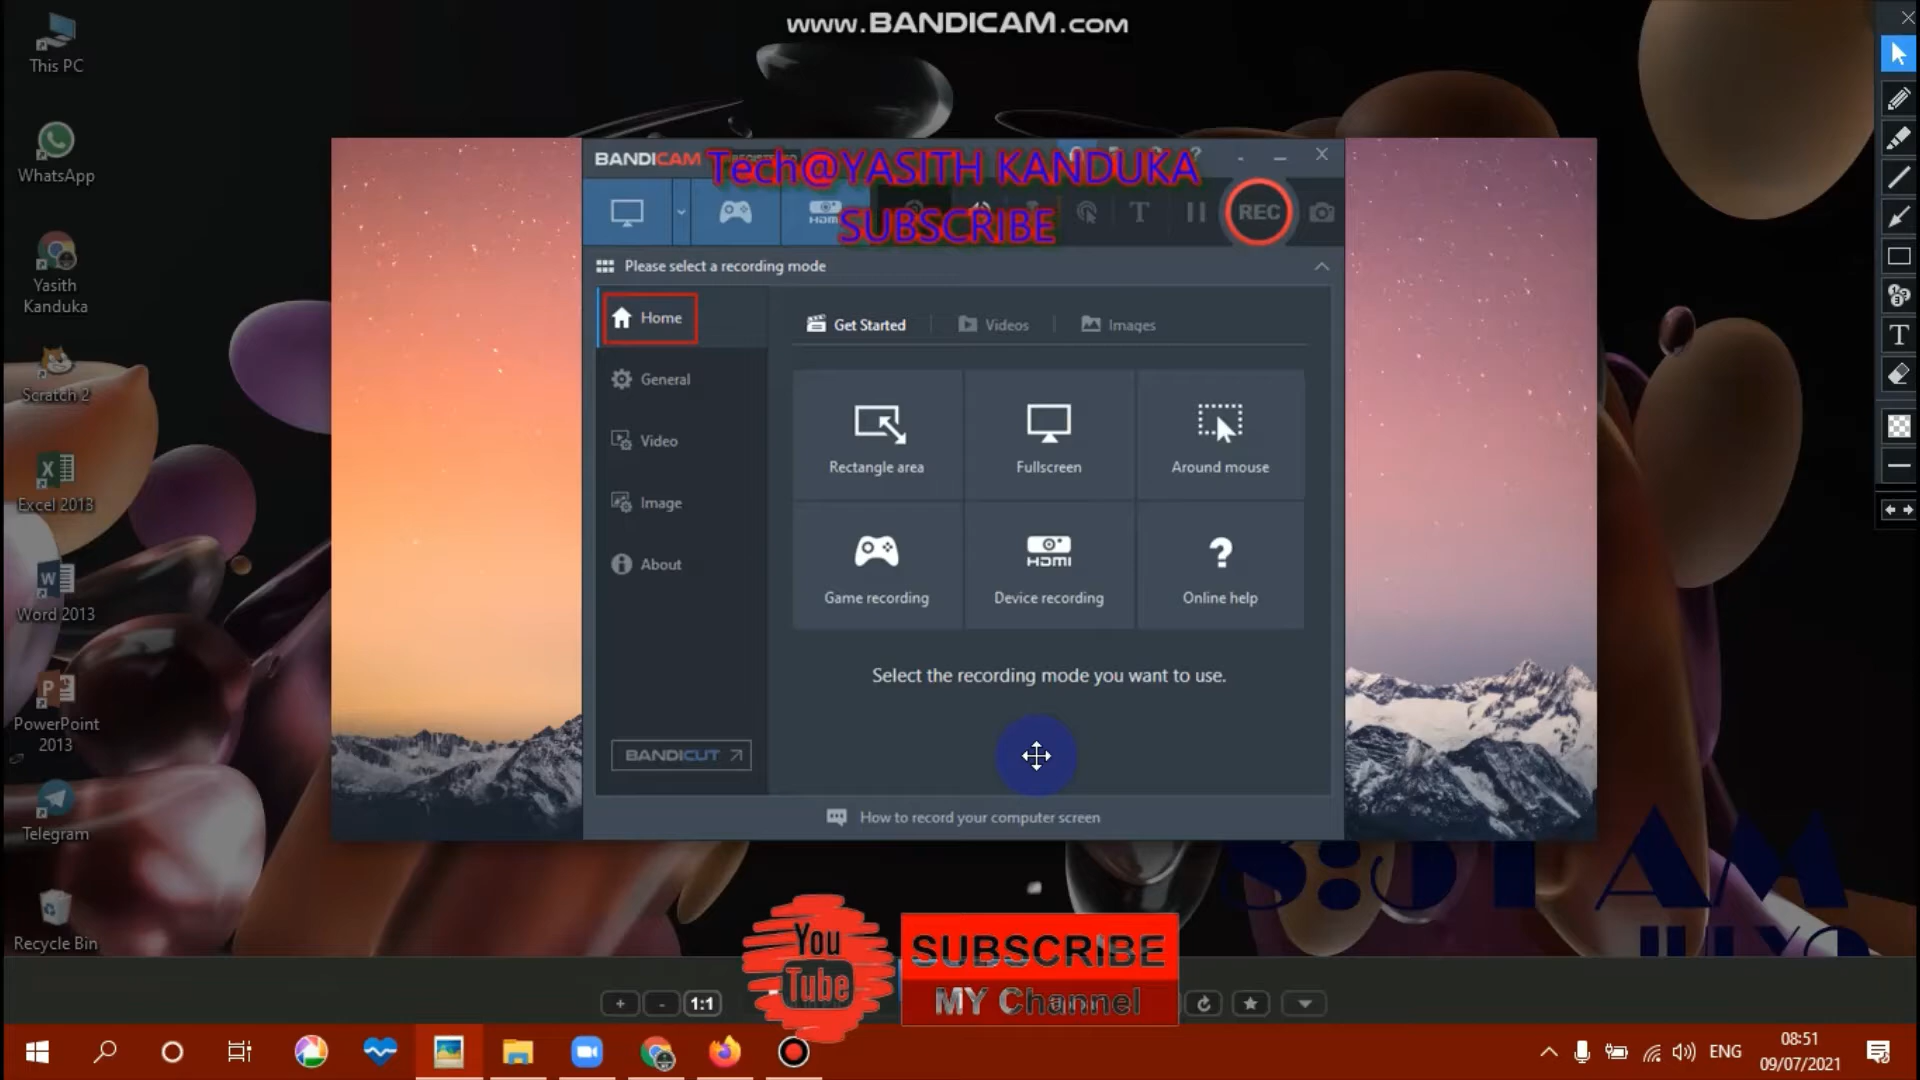 www.BANDICAM.com
This PC
WhatsApp
Yasith
Kanduka
Scratch 2
Excel 2013
Word 2013
PowerPoint
2013
Telegram
Recycle Bin
BANDICAM
Tech@YASITH KANDUKA
SUBSCRIBE
HDMI
T
REC
Please select a recording mode
Home
General
Video
Image
About
BANDICUT
Get Started
Videos
Images
Rectangle area
Fullscreen
Around mouse
Game recording
HDMI
Device recording
?
Online help
Select the recording mode you want to use.
How to record your computer screen
T
You
Tube
SUBSCRIBE
MY Channel
+
-
1:1
ENG
08:51
09/07/2021